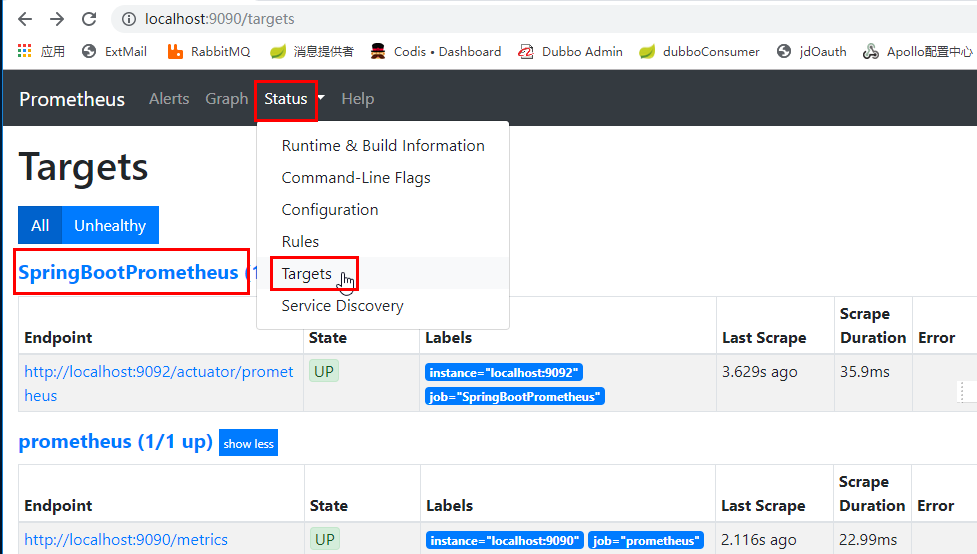 localhost:9090/targets
应用 ExtMail RabbitMQ 消息提供者 Codis • Dashboard Dubbo Admin dubboConsumer jdOauth Apollo配置中心
Prometheus Alerts Graph Status Help
Runtime & Build Information
Command-Line Flags
Configuration
Rules
Targets
Service Discovery
Targets
All Unhealthy
SpringBootPrometheus (1
Endpoint State Labels Last Scrape Scrape Duration Error
http://localhost:9092/actuator/promet UP instance="localhost:9092" 3.629s ago 35.9ms
heus job="SpringBootPrometheus"
prometheus (1/1 up) show less
Endpoint State Labels Last Scrape Scrape Duration Error
http://localhost:9090/metrics UP instance="localhost:9090" job="prometheus" 2.116s ago 22.99ms